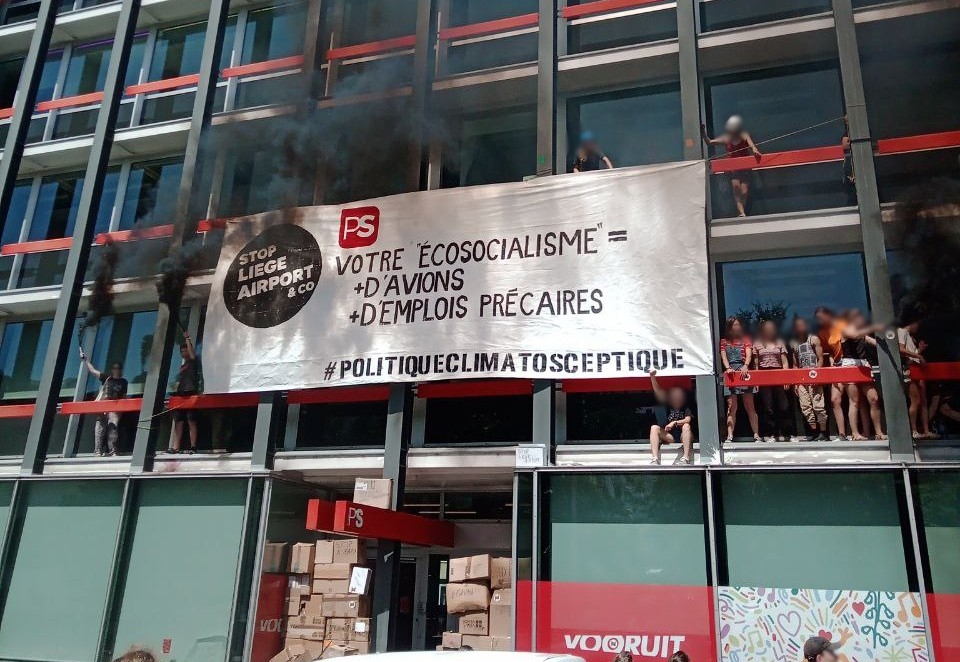 PS
STOP
LIEGE
AIRPORT
& CO
VOTRE "ÉCOSOCIALISME" =
+D'AVIONS
+D'EMPLOIS PRÉCAIRES
#POLITIQUECLIMATOSCEPTIQUE
PS
VOORUIT